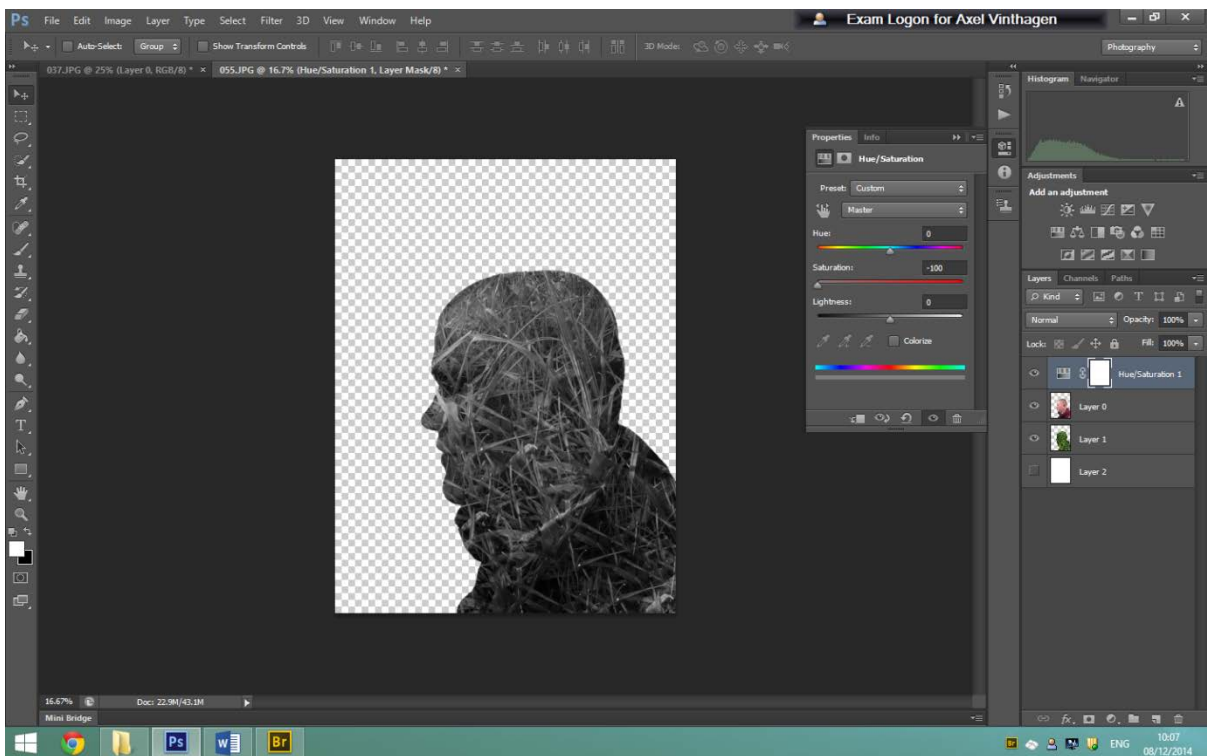 Ps File Edit Image Layer Type Select Filter 3D View Window Help
Exam Logon for Axel Vinthagen
Auto-Select: Group Show Transform Controls 3D Mode: Photography
037.JPG @ 25% (Layer 0, RGB/8) * × 055.JPG @ 16.7% (Hue/Saturation 1, Layer Mask/8) * ×
Histogram Navigator
Properties Info
Hue/Saturation
Preset: Custom
Master
Hue: 0
Saturation: -100
Lightness: 0
Colorize
Adjustments
Add an adjustment
Layers Channels Paths
Kind
Normal Opacity: 100%
Lock: Fill: 100%
Hue/Saturation 1
Layer 0
Layer 1
Layer 2
16.67% Doc: 22.9M/43.1M
Mini Bridge
Ps Br
ENG 10:07
08/12/2014